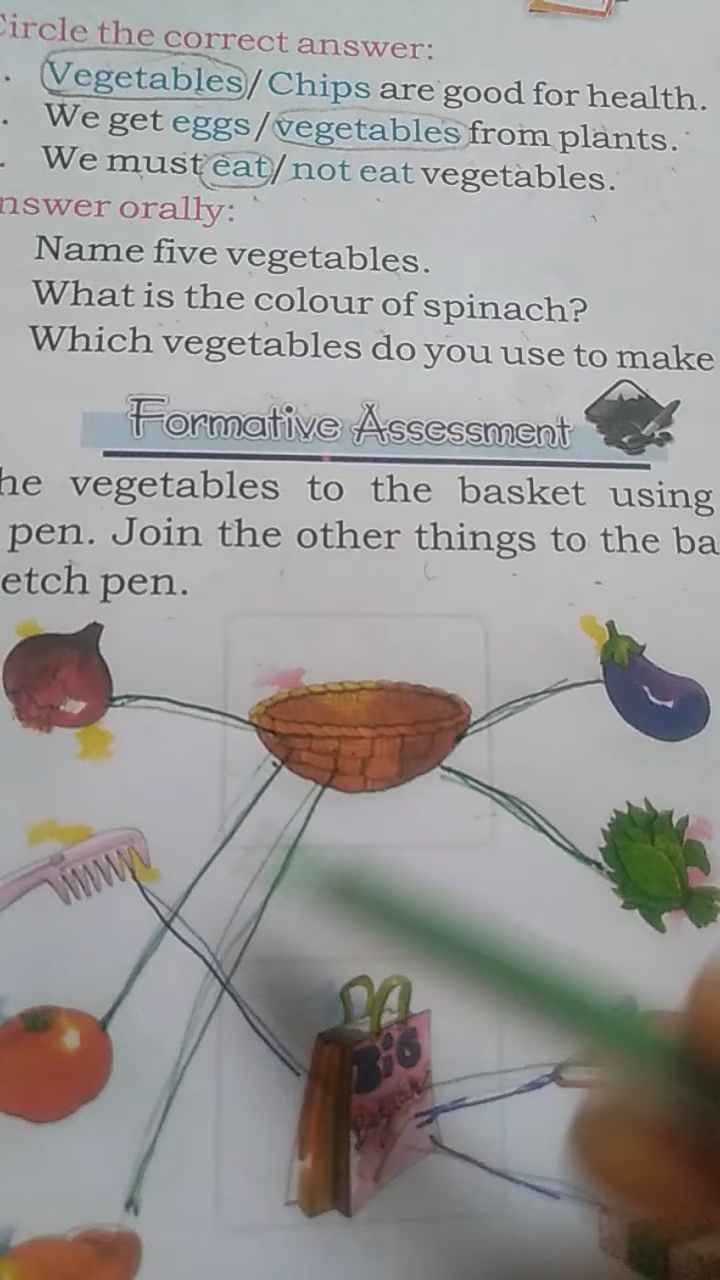 Circle the correct answer:
. Vegetables/Chips are good for health.
. We get eggs/vegetables from plants.
. We must eat/not eat vegetables.
nswer orally:
Name five vegetables.
What is the colour of spinach?
Which vegetables do you use to make
Formative Assessment
he vegetables to the basket using
pen. Join the other things to the ba
etch pen.
BiG